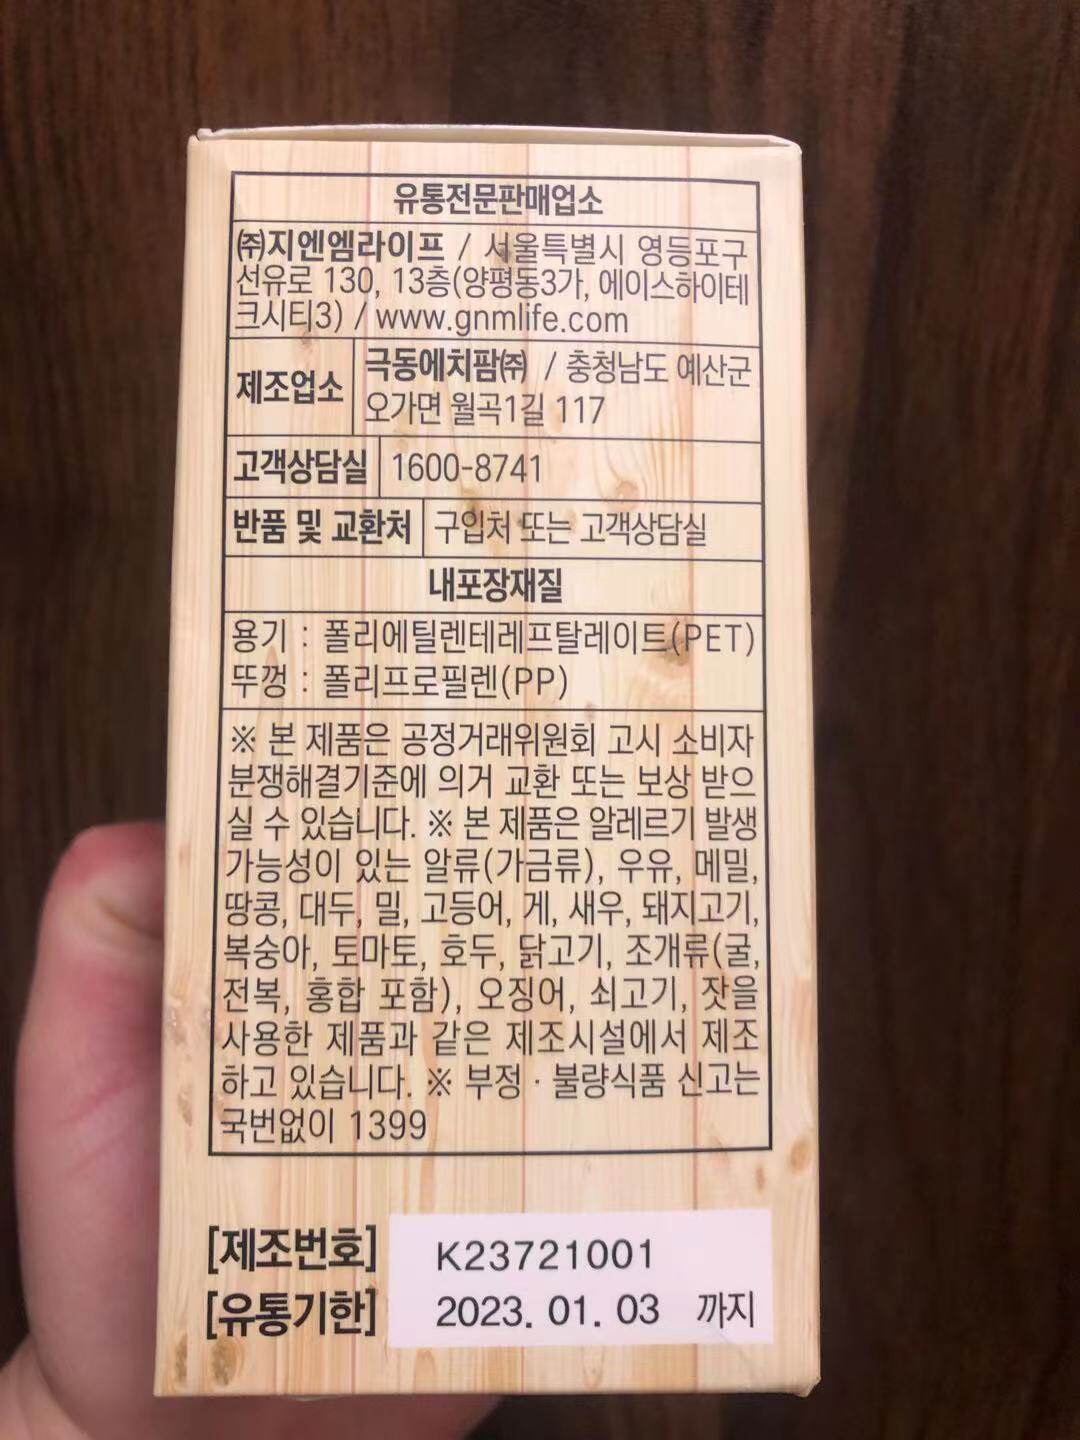 유통전문판매업소
㈜지엔엠라이프 / 서울특별시 영등포구
선유로 130, 13층(양평동3가, 에이스하이테
크시티3) / www.gnmlife.com
제조업소
극동에치팜㈜ / 충청남도 예산군
오가면 월곡1길 117
고객상담실 1600-8741
반품 및 교환처 구입처 또는 고객상담실
내포장재질
용기 : 폴리에틸렌테레프탈레이트(PET)
뚜껑 : 폴리프로필렌(PP)
※ 본 제품은 공정거래위원회 고시 소비자
분쟁해결기준에 의거 교환 또는 보상 받으
실 수 있습니다. ※ 본 제품은 알레르기 발생
가능성이 있는 알류(가금류), 우유, 메밀,
땅콩, 대두, 밀, 고등어, 게, 새우, 돼지고기,
복숭아, 토마토, 호두, 닭고기, 조개류(굴,
전복, 홍합 포함), 오징어, 쇠고기, 잣을
사용한 제품과 같은 제조시설에서 제조
하고 있습니다. ※ 부정 · 불량식품 신고는
국번없이 1399
[제조번호] K23721001
[유통기한] 2023. 01. 03 까지